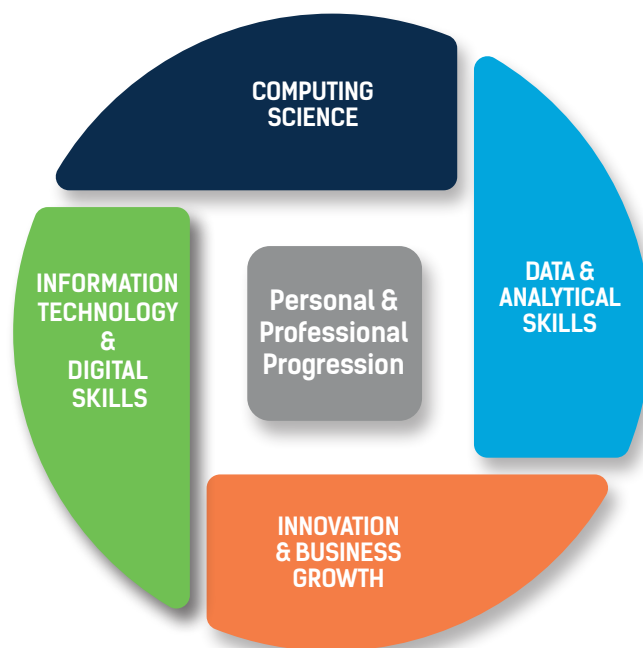 COMPUTING
SCIENCE
DATA &
ANALYTICAL
SKILLS
INFORMATION
TECHNOLOGY
&
DIGITAL
SKILLS
Personal &
Professional
Progression
INNOVATION
& BUSINESS
GROWTH